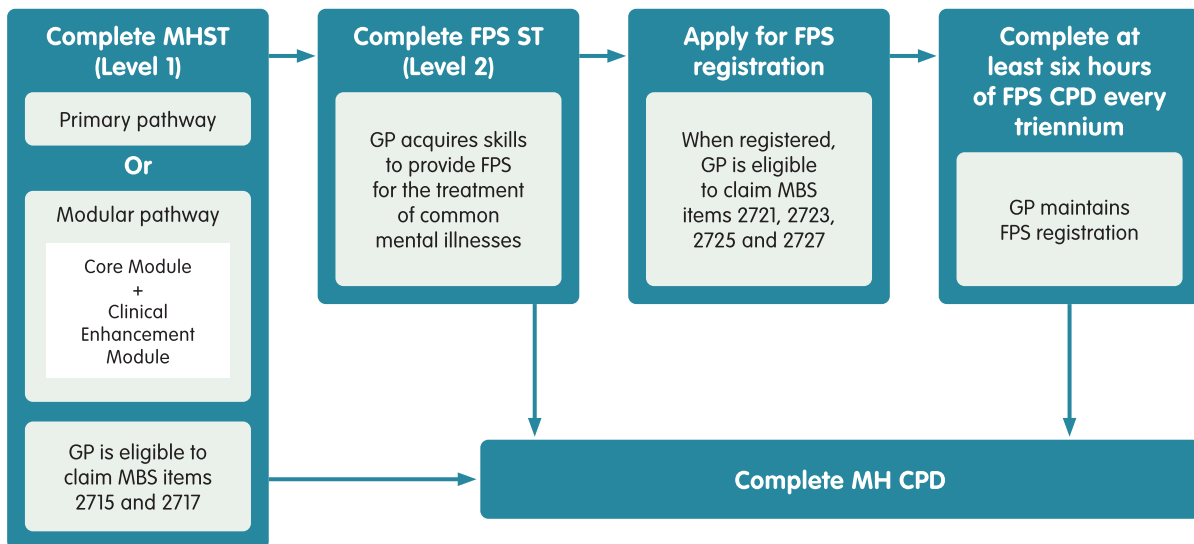 Complete MHST
(Level 1)
Primary pathway
Or
Modular pathway
Core Module
+
Clinical
Enhancement
Module
GP is eligible to
claim MBS items
2715 and 2717
Complete FPS ST
(Level 2)
GP acquires skills
to provide FPS
for the treatment
of common
mental illnesses
Apply for FPS
registration
When registered,
GP is eligible
to claim MBS
items 2721, 2723,
2725 and 2727
Complete at
least six hours
of FPS CPD every
triennium
GP maintains
FPS registration
Complete MH CPD